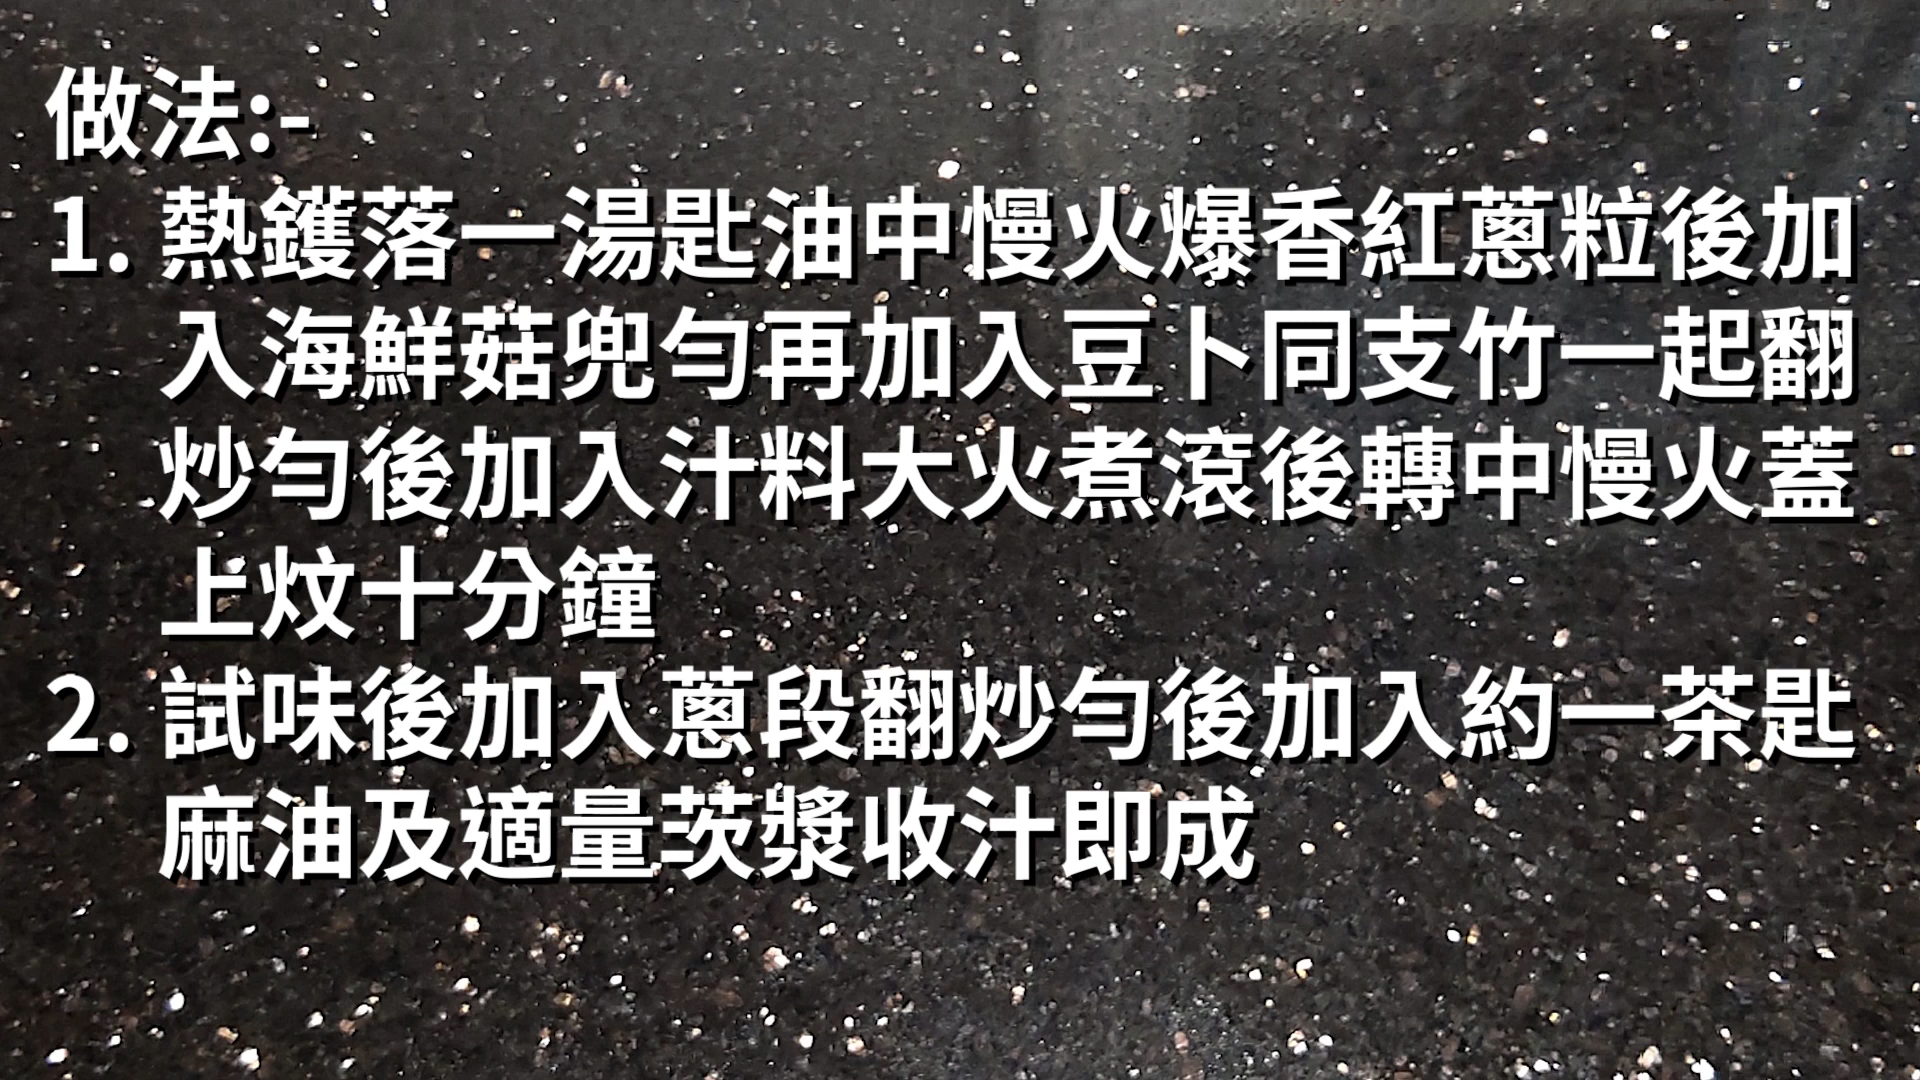 做法:-
1. 熱鑊落一湯匙油中慢火爆香紅蔥粒後加
入海鮮菇兜勻再加入豆卜同支竹一起翻
炒勻後加入汁料大火煮滾後轉中慢火蓋
上炆十分鐘
2. 試味後加入蔥段翻炒勻後加入約一茶匙
麻油及適量茨漿收汁即成